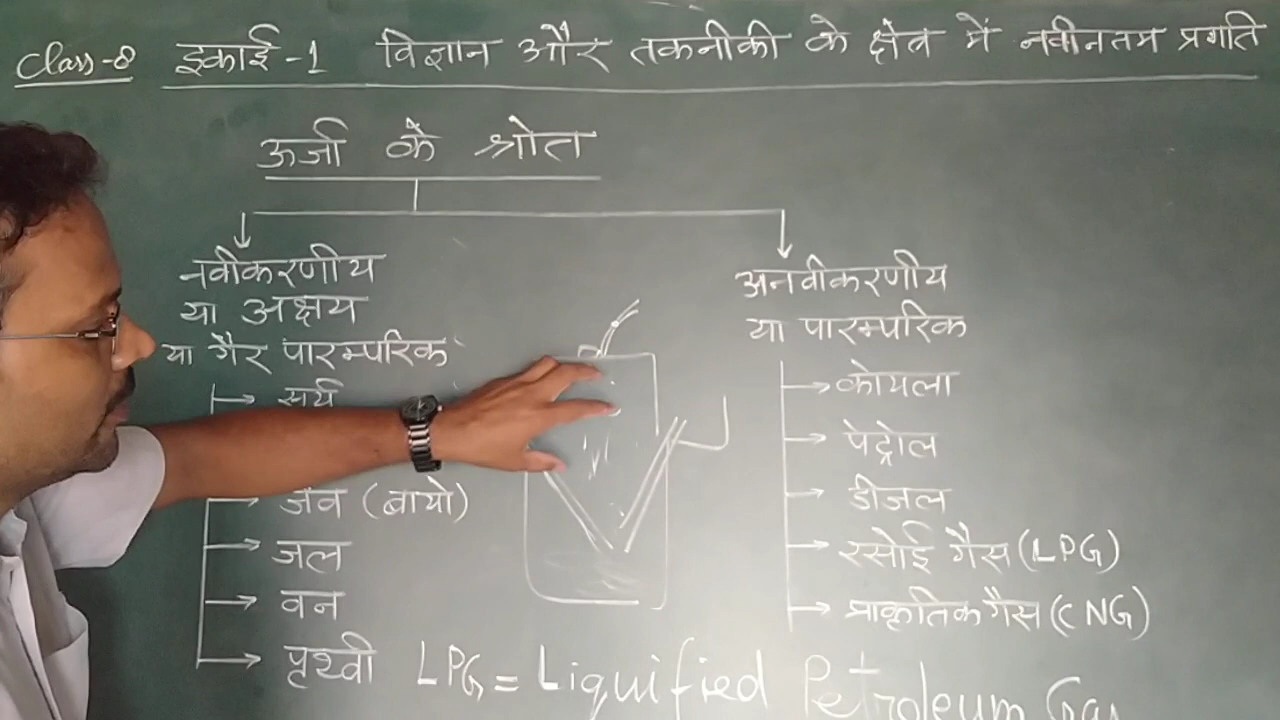 Class-8 इकाई-1 विज्ञान और तकनीकी के क्षेत्र में नवीनतम प्रगति
ऊर्जा के श्रोत
नवीकरणीय
या अक्षय
या गैर पारम्परिक
सूर्य
जैव (बायो)
जल
वन
पृथ्वी
अनवीकरणीय
या पारम्परिक
कोयला
पेट्रोल
डीजल
रसोई गैस (LPG)
प्राकृतिक गैस (CNG)
LPG = Liquified Petroleum Gas